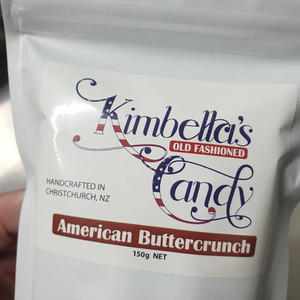 Kimbella's
OLD FASHIONED
Candy
HANDCRAFTED IN
CHRISTCHURCH, NZ
American Buttercrunch
150g NET